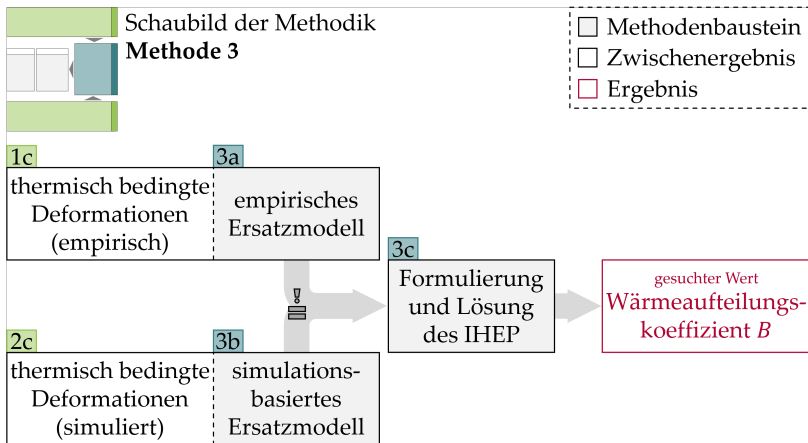 Schaubild der Methodik
Methode 3
Methodenbaustein
Zwischenergebnis
Ergebnis
1c
3a
thermisch bedingte
Deformationen
(empirisch)
empirisches
Ersatzmodell
3c
Formulierung
und Lösung
des IHEP
gesuchter Wert
Wärmeaufteilungs-
koeffizient B
!
=
2c
3b
thermisch bedingte
Deformationen
(simuliert)
simulations-
basiertes
Ersatzmodell